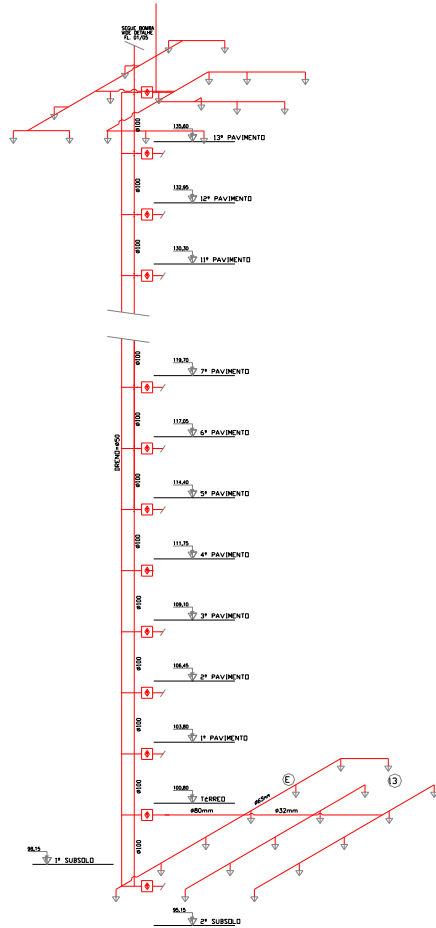 SEGUE BOMBA
VIDE DETALHE
FL. 01/05
ø100
135,60
13º PAVIMENTO
ø100
132,95
12º PAVIMENTO
ø100
130,30
11º PAVIMENTO
ø100
119,70
7º PAVIMENTO
DRENO-ø50
ø100
117,05
6º PAVIMENTO
ø100
114,40
5º PAVIMENTO
ø100
111,75
4º PAVIMENTO
ø100
109,10
3º PAVIMENTO
ø100
106,45
2º PAVIMENTO
ø100
103,80
1º PAVIMENTO
E
13
ø100
100,80
TéRREO
ø65mm
ø80mm
ø32mm
ø100
98,15
1º SUBSOLO
95,15
2º SUBSOLO